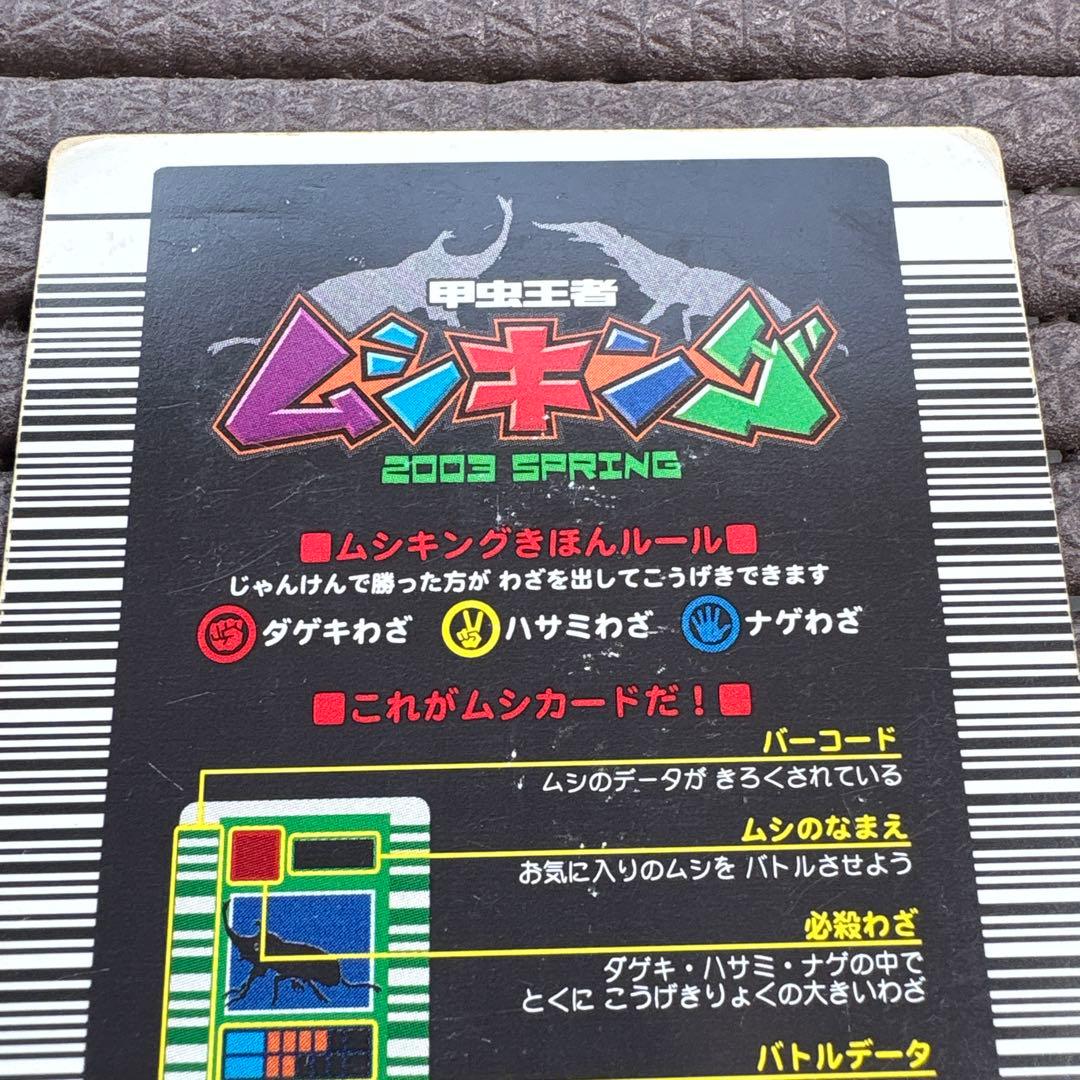 甲虫王者
ムシキング
2003 SPRING
■ムシキングきほんルール■
じゃんけんで勝った方が わざを出してこうげきできます
ダゲキわざ ハサミわざ ナゲわざ
■これがムシカードだ！■
バーコード
ムシのデータが きろくされている
ムシのなまえ
お気に入りのムシを バトルさせよう
必殺わざ
ダゲキ・ハサミ・ナゲの中で
とくに こうげきりょくの大きいわざ
バトルデータ